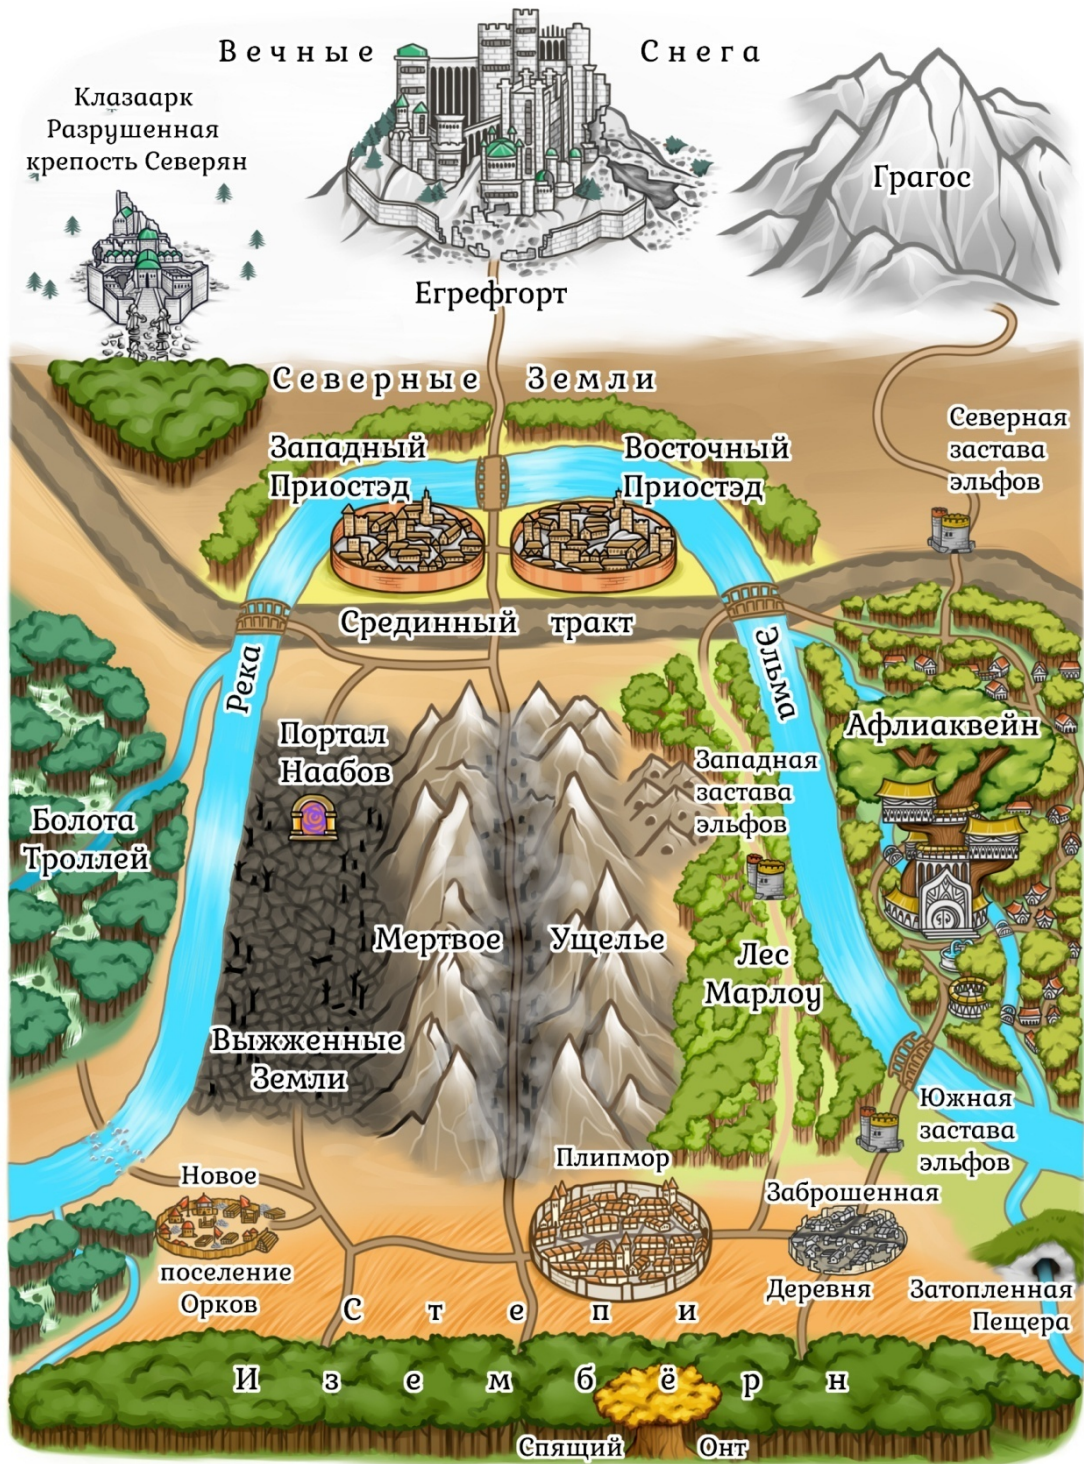 Вечные Снега
Клазаарк
Разрушенная
крепость Северян
Грагос
Егрефгорт
Северные Земли
Северная
застава
эльфов
Западный
Приостэд
Восточный
Приостэд
Срединный тракт
Река
Эльма
Портал
Наабов
Афлиаквейн
Западная
застава
эльфов
Болота
Троллей
Мертвое Ущелье
Лес
Марлоу
Выжженные
Земли
Южная
застава
эльфов
Плипмор
Новое
поселение
Орков
Заброшенная
Деревня
Затопленная
Пещера
Степи
Изембёрн
Спящий Онт